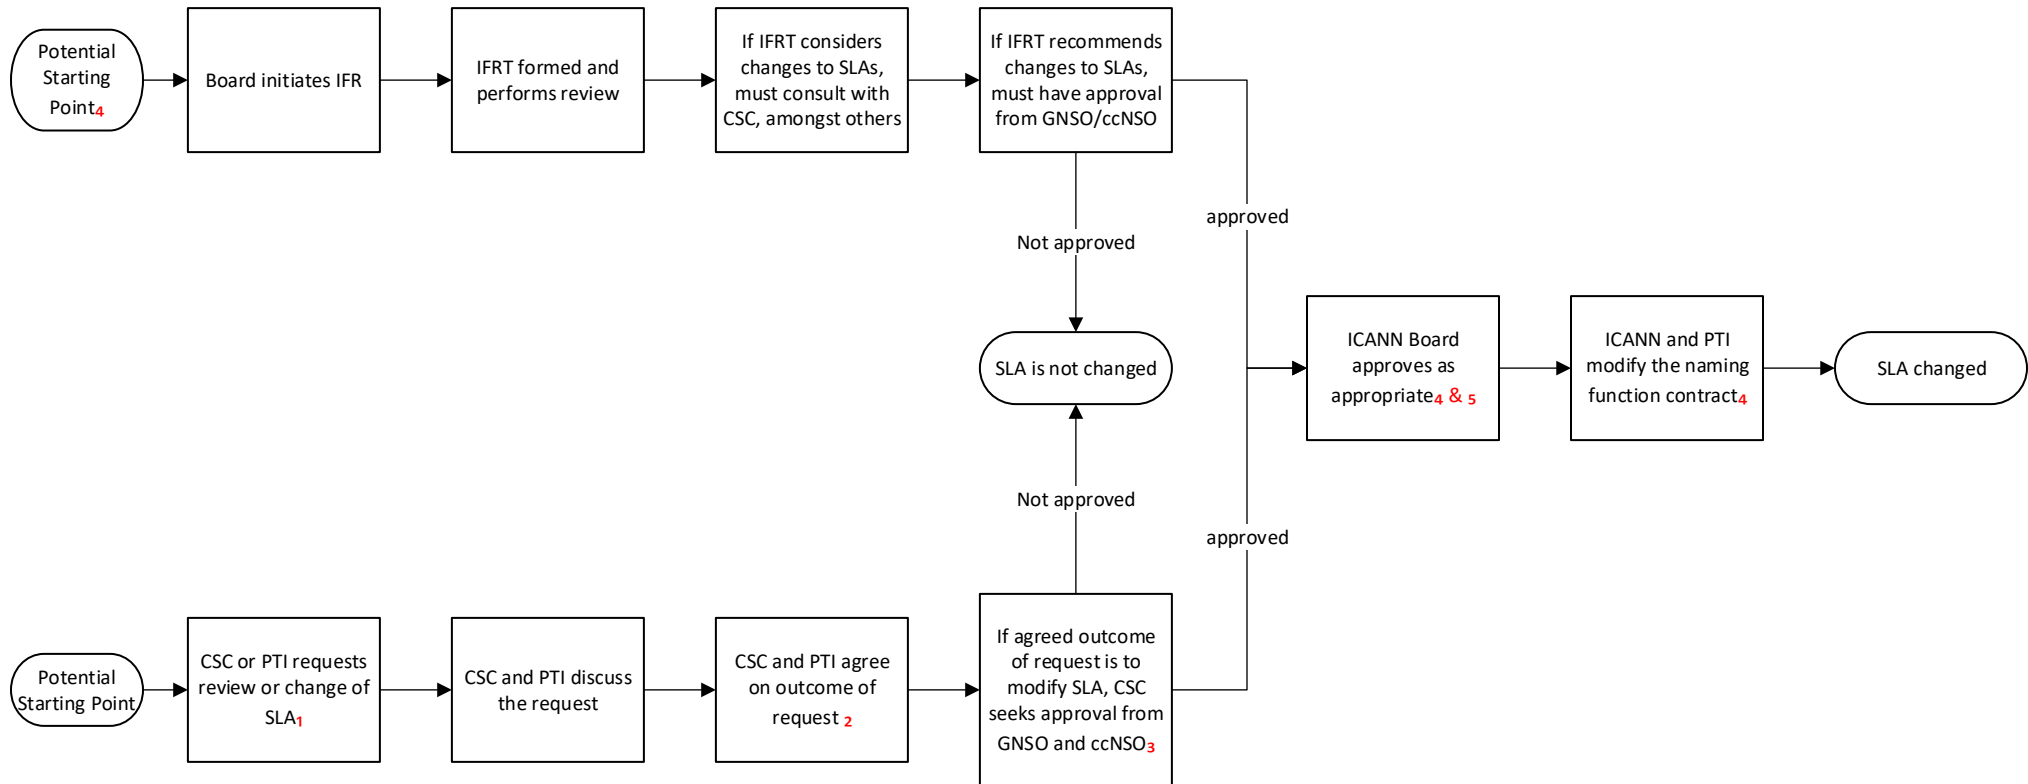 Potential
Starting
Point4
Board initiates IFR
IFRT formed and
performs review
If IFRT considers
changes to SLAs,
must consult with
CSC, amongst others
If IFRT recommends
changes to SLAs,
must have approval
from GNSO/ccNSO
approved
Not approved
SLA is not changed
ICANN Board
approves as
appropriate4 & 5
ICANN and PTI
modify the naming
function contract4
SLA changed
Not approved
approved
Potential
Starting Point
CSC or PTI requests
review or change of
SLA1
CSC and PTI discuss
the request
CSC and PTI agree
on outcome of
request 2
If agreed outcome
of request is to
modify SLA, CSC
seeks approval from
GNSO and ccNSO3